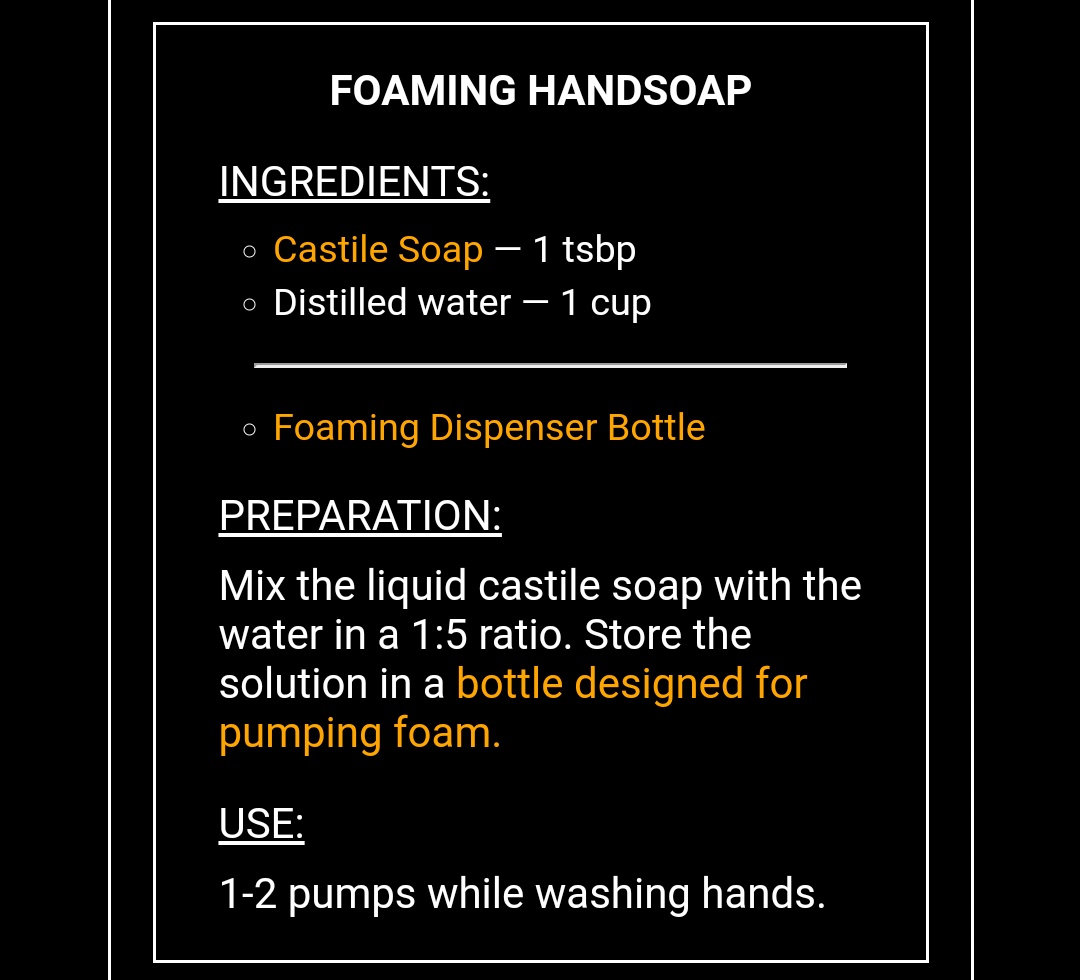 FOAMING HANDSOAP
INGREDIENTS:
Castile Soap — 1 tsbp
Distilled water — 1 cup
Foaming Dispenser Bottle
PREPARATION:
Mix the liquid castile soap with the
water in a 1:5 ratio. Store the
solution in a bottle designed for
pumping foam.
USE:
1-2 pumps while washing hands.